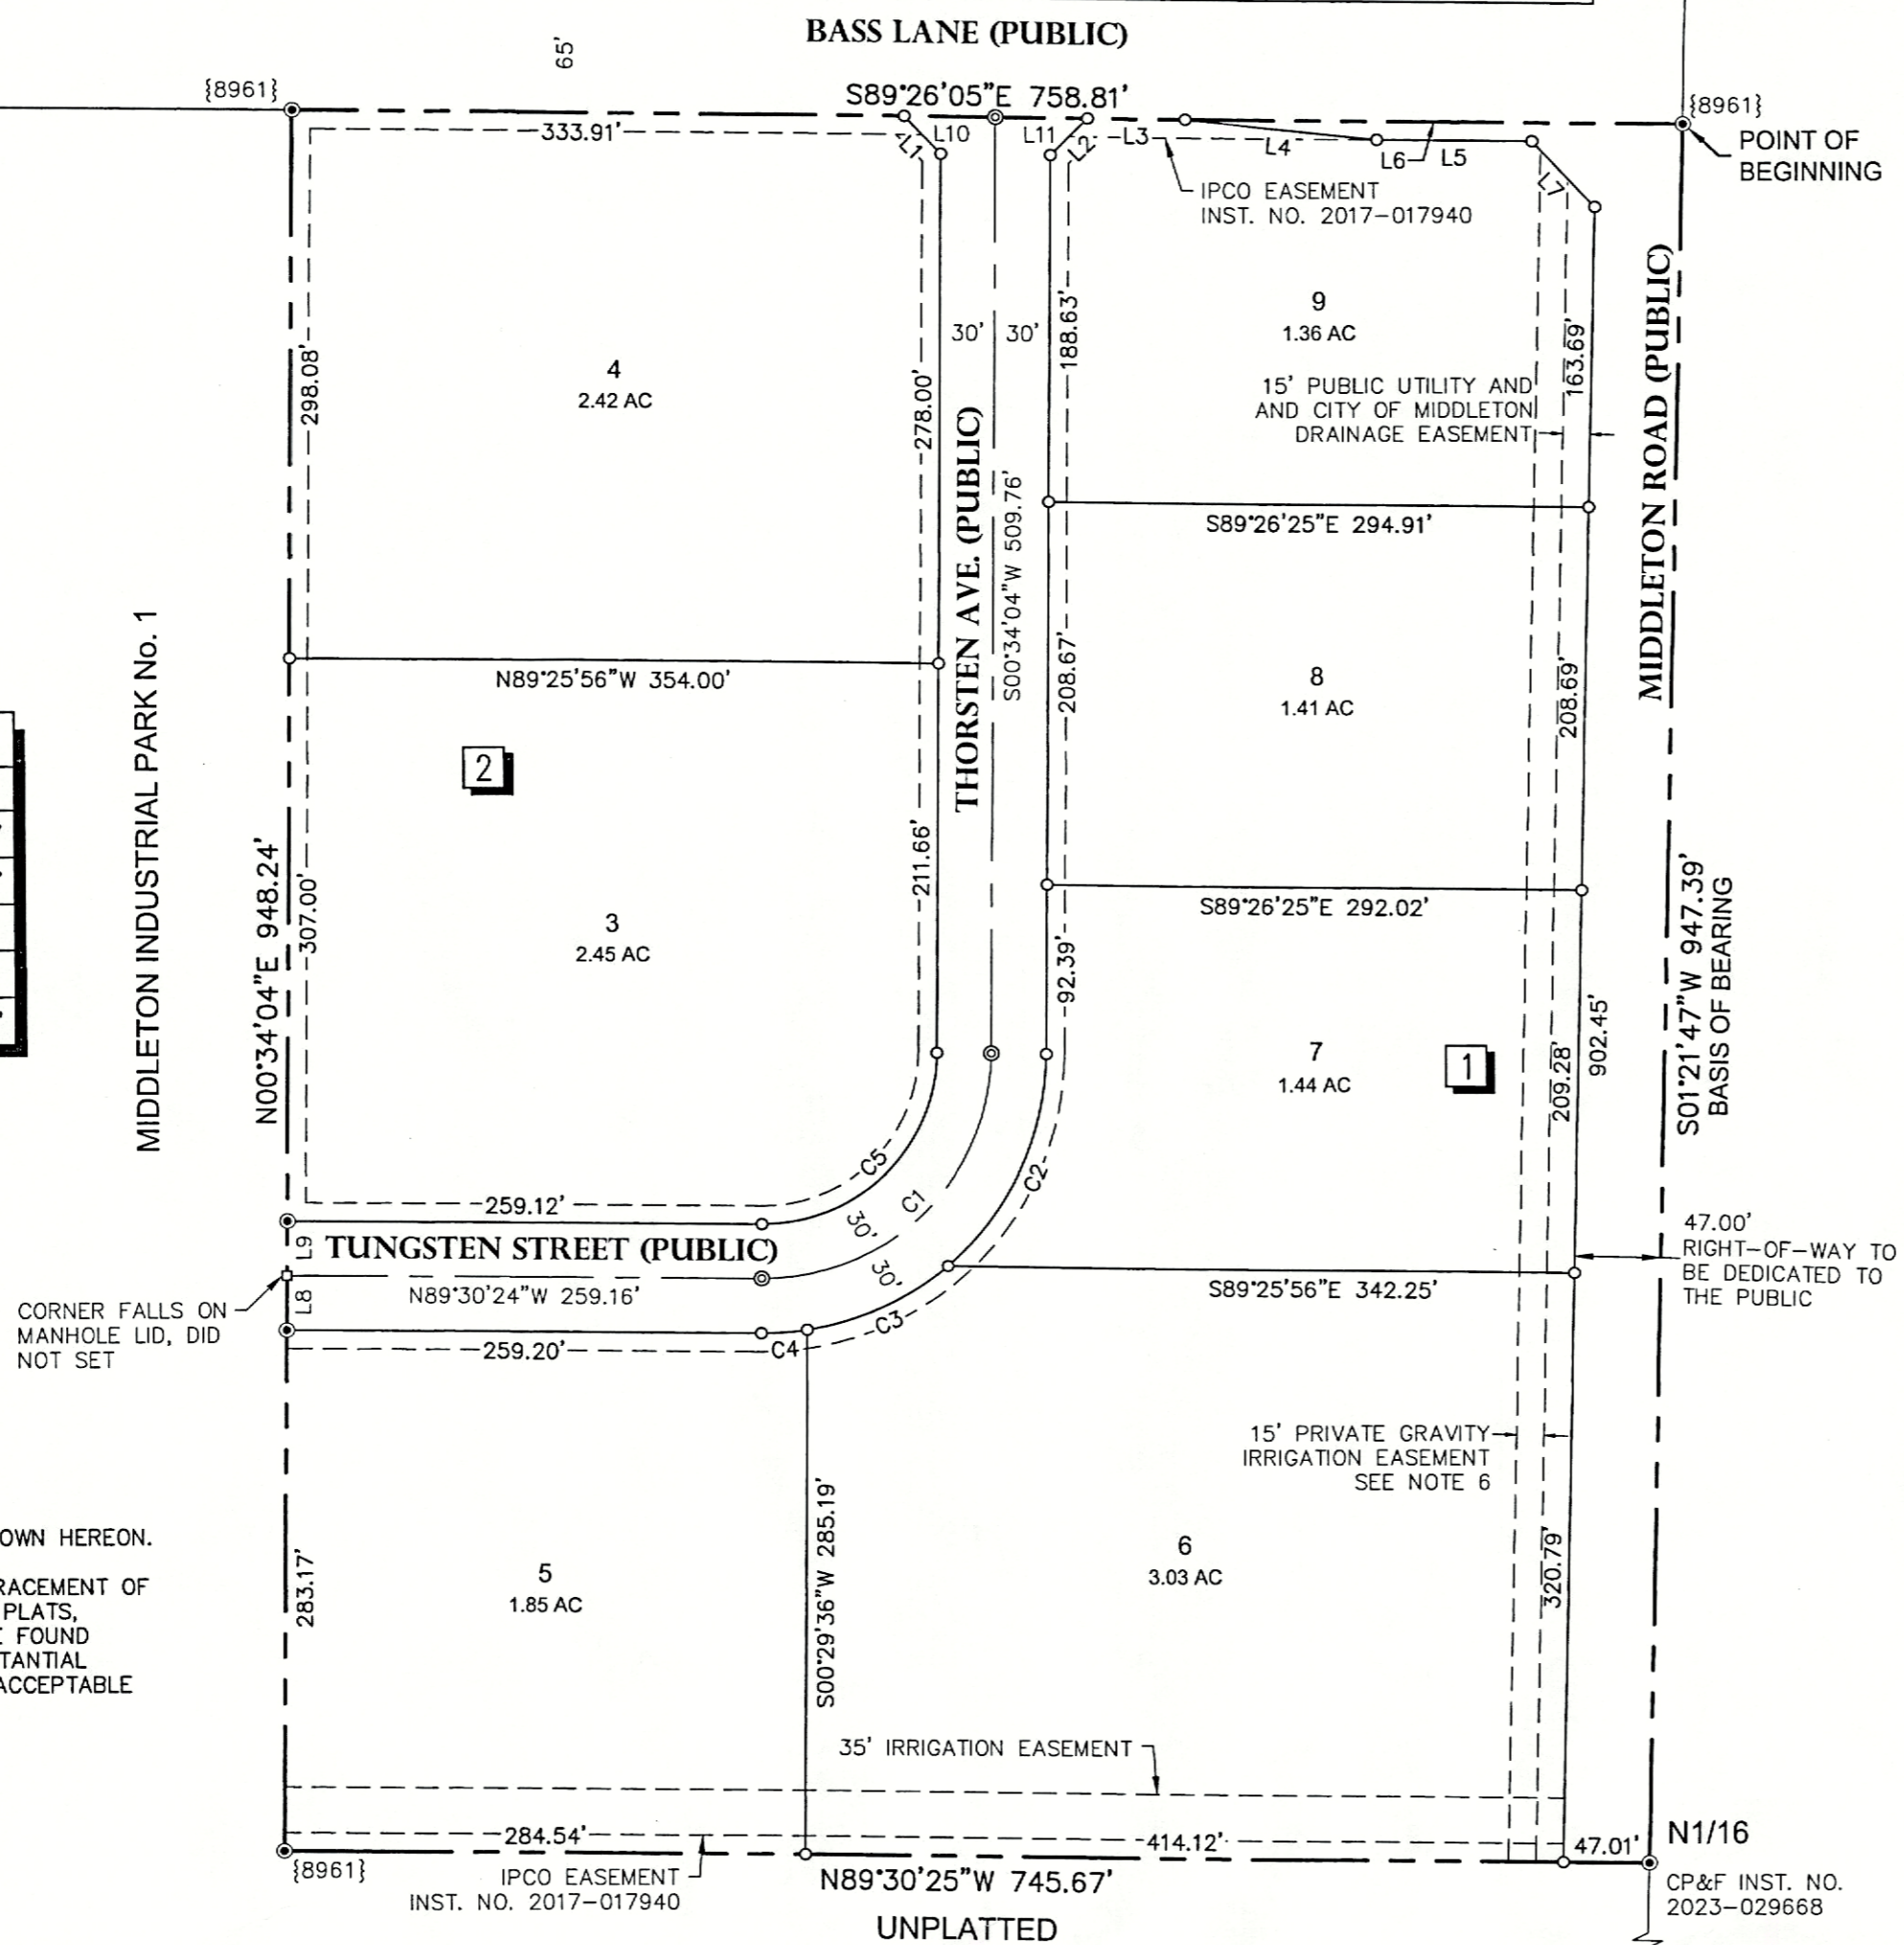 BASS LANE (PUBLIC)
65'
{8961}
S89°26'05"E 758.81'
{8961}
POINT OF
BEGINNING
333.91'
L1
L10
L11
L2
L3
L4
L6
L5
L7
IPCO EASEMENT
INST. NO. 2017-017940
298.08'
4
2.42 AC
278.00'
30'
30'
188.63'
9
1.36 AC
163.69'
15' PUBLIC UTILITY AND
AND CITY OF MIDDLETON
DRAINAGE EASEMENT
MIDDLETON ROAD (PUBLIC)
THORSTEN AVE. (PUBLIC)
S00°34'04"W 509.76'
S89°26'25"E 294.91'
MIDDLETON INDUSTRIAL PARK No. 1
N89°25'56"W 354.00'
208.67'
8
1.41 AC
208.69'
2
211.66'
N00°34'04"E 948.24'
307.00'
3
2.45 AC
S89°26'25"E 292.02'
92.39'
S01°21'47"W 947.39'
BASIS OF BEARING
7
1.44 AC
1
209.28'
902.45'
C5
C1
C2
30'
30'
259.12'
L9
TUNGSTEN STREET (PUBLIC)
47.00'
RIGHT-OF-WAY TO
BE DEDICATED TO
THE PUBLIC
L8
N89°30'24"W 259.16'
S89°25'56"E 342.25'
CORNER FALLS ON
MANHOLE LID, DID
NOT SET
259.20'
C4
C3
15' PRIVATE GRAVITY
IRRIGATION EASEMENT
SEE NOTE 6
OWN HEREON.
RACEMENT OF
PLATS,
E FOUND
TANTIAL
ACCEPTABLE
283.17'
5
1.85 AC
S00°29'36"W 285.19'
6
3.03 AC
320.79'
35' IRRIGATION EASEMENT
284.54'
414.12'
47.01'
N1/16
{8961}
IPCO EASEMENT
INST. NO. 2017-017940
N89°30'25"W 745.67'
CP&F INST. NO.
2023-029668
UNPLATTED